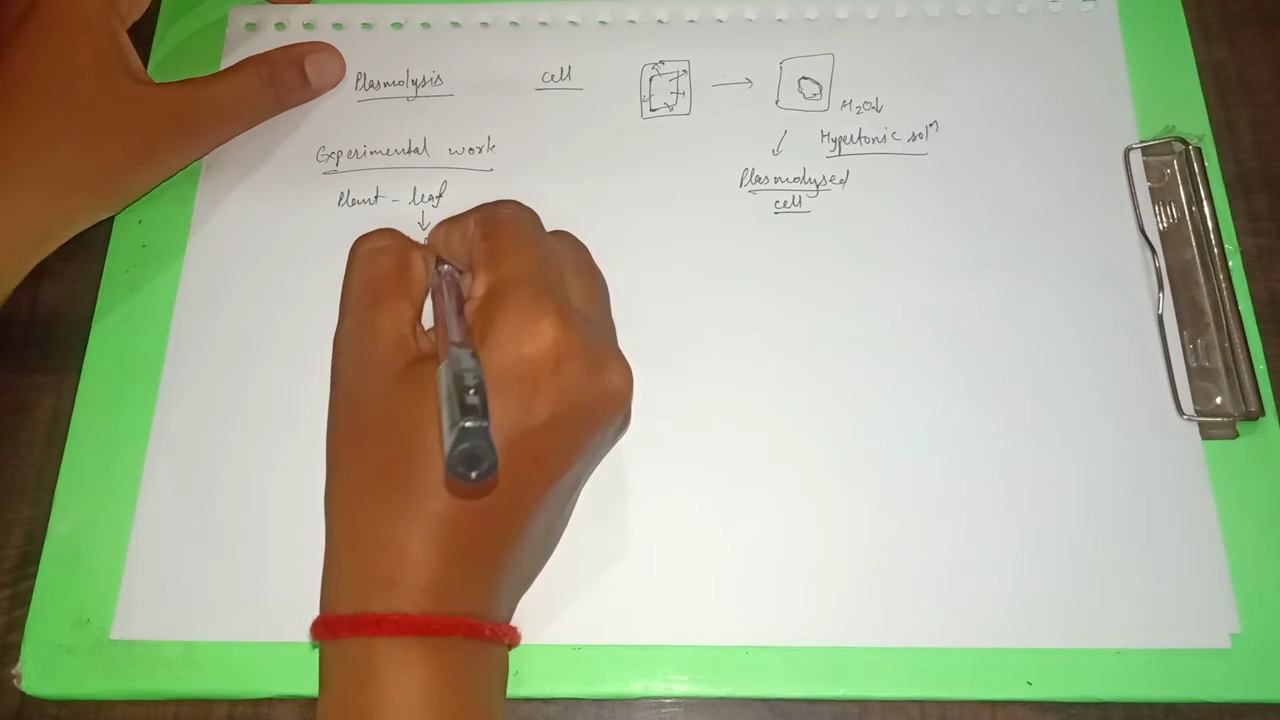 Plasmolysis
cell
H₂O↓
Hypertonic solⁿ
Plasmolysed
cell
Experimental work
Plant - leaf